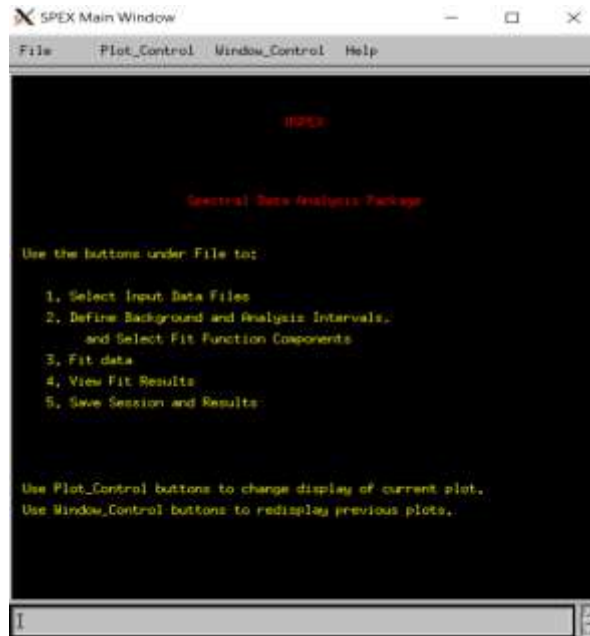 SPEX Main Window
File Plot_Control Window_Control Help
OSPEX
Spectral Data Analysis Package
Use the buttons under File to:
1. Select Input Data Files
2. Define Background and Analysis Intervals,
and Select Fit Function Components
3. Fit data
4. View Fit Results
5. Save Session and Results
Use Plot_Control buttons to change display of current plot.
Use Window_Control buttons to redisplay previous plots.